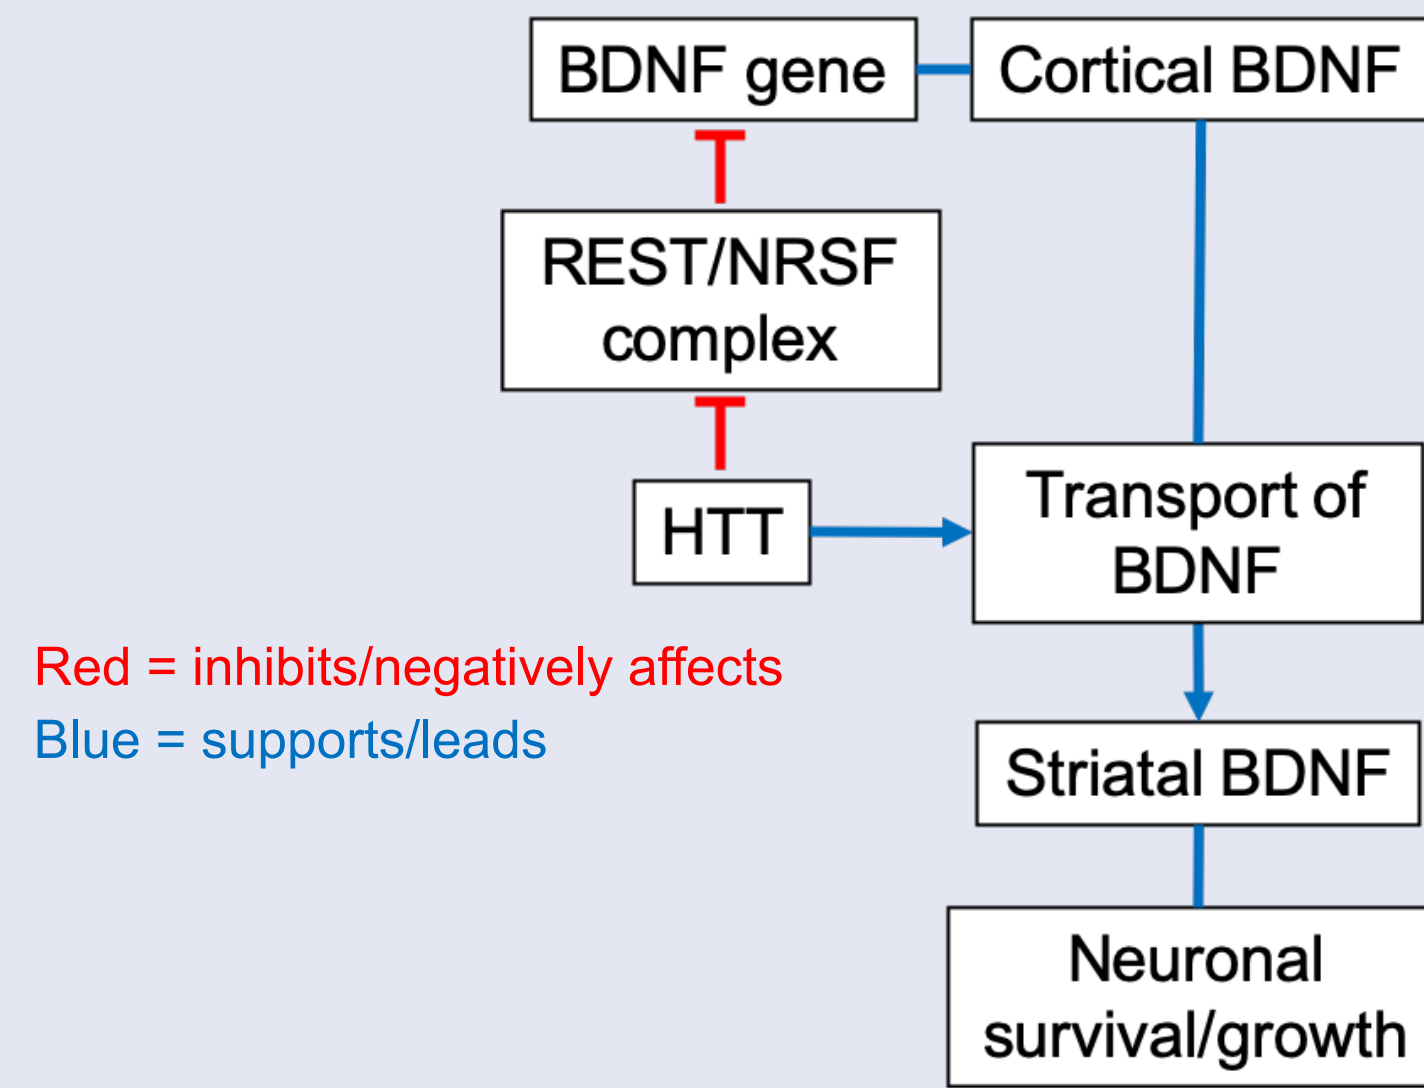 BDNF gene
Cortical BDNF
REST/NRSF
complex
HTT
Transport of
BDNF
Red = inhibits/negatively affects
Blue = supports/leads
Striatal BDNF
Neuronal
survival/growth